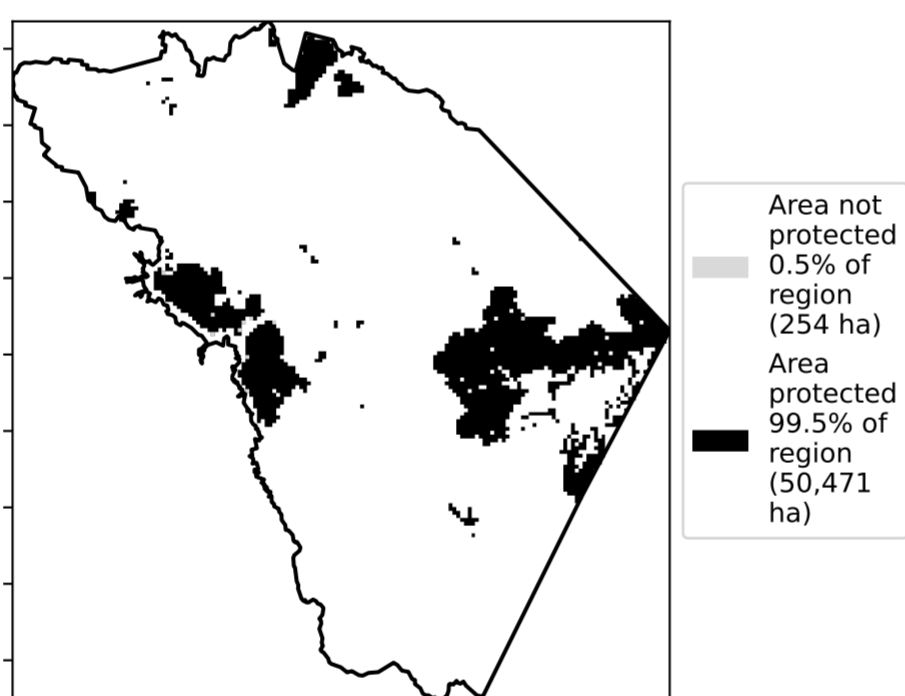 Area not
protected
0.5% of
region
(254 ha)
Area
protected
99.5% of
region
(50,471
ha)